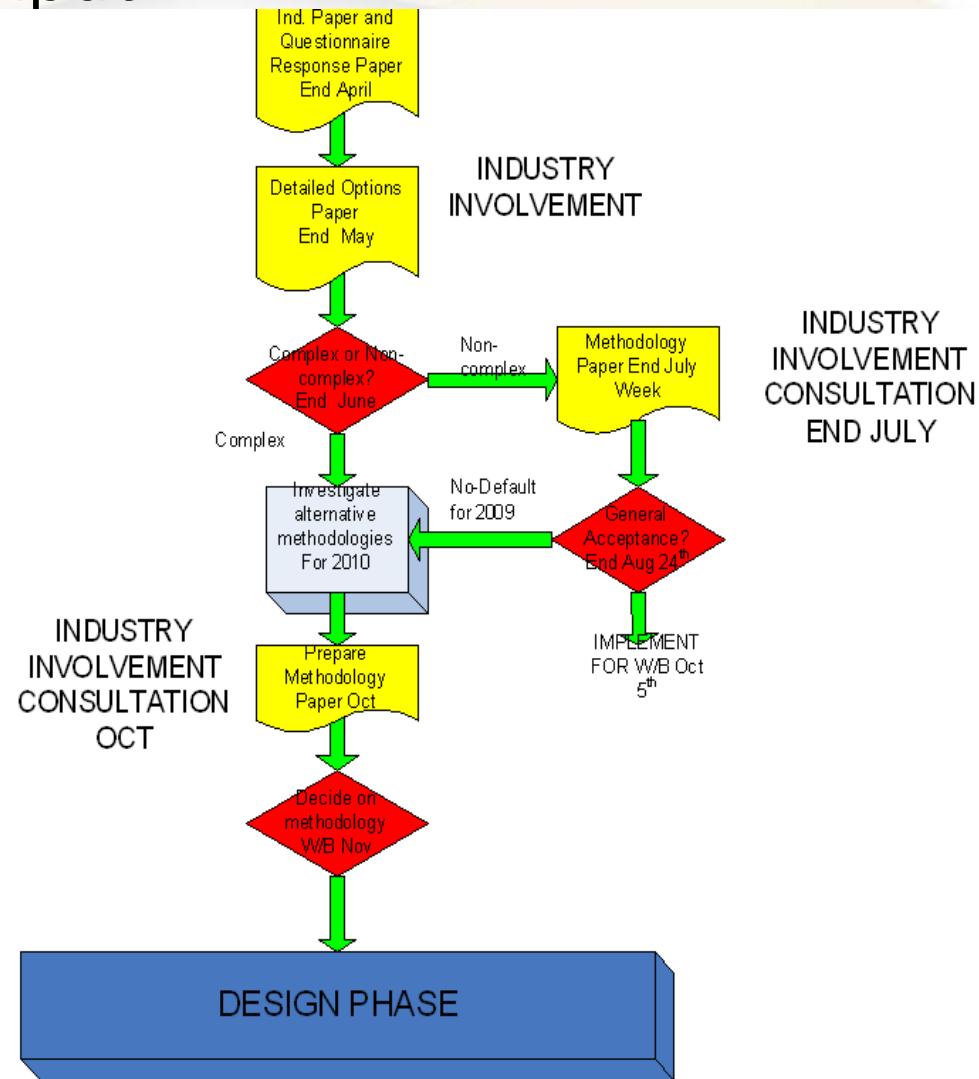 Ind. Paper and
Questionnaire
Response Paper
End April
INDUSTRY
INVOLVEMENT
Detailed Options
Paper
End May
Complex or Non-
complex?
End June
Non-
complex
Methodology
Paper End July
Week
INDUSTRY
INVOLVEMENT
CONSULTATION
END JULY
Complex
Investigate
alternative
methodologies
For 2010
No-Default
for 2009
General
Acceptance?
End Aug 24th
IMPLEMENT
FOR W/B Oct
5th
INDUSTRY
INVOLVEMENT
CONSULTATION
OCT
Prepare
Methodology
Paper Oct
Decide on
methodology
W/B Nov
DESIGN PHASE